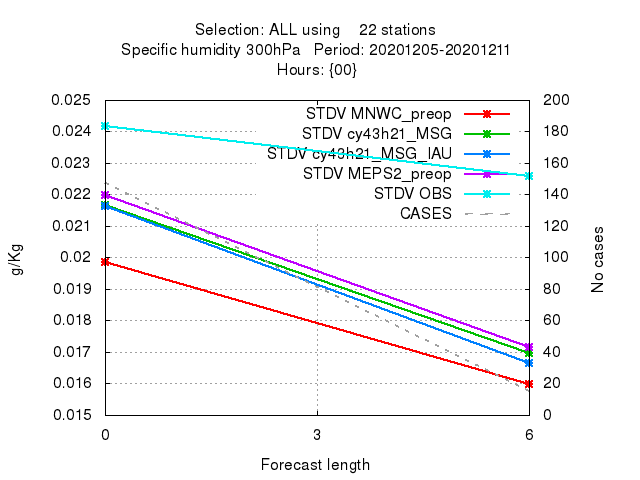 Selection: ALL using 22 stations
Specific humidity 300hPa Period: 20201205-20201211
Hours: {00}
0.025
0.024
0.023
0.022
0.021
0.02
0.019
0.018
0.017
0.016
0.015
200
180
160
140
120
100
80
60
40
20
0
STDV MNWC_preop
STDV cy43h21_MSG
STDV cy43h21_MSG_IAU
STDV MEPS2_preop
STDV OBS
CASES
g/Kg
No cases
0 3 6
Forecast length